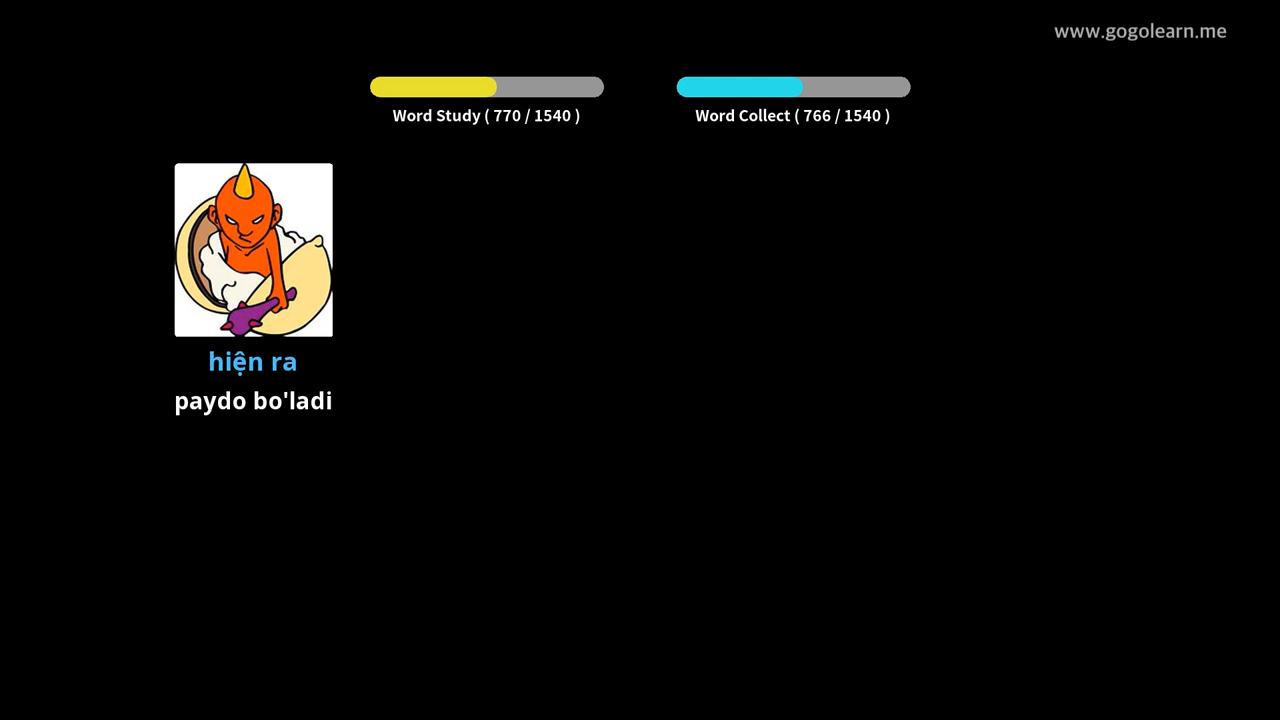 www.gogolearn.me
Word Study ( 770 / 1540 )
Word Collect ( 766 / 1540 )
hiện ra
paydo bo'ladi